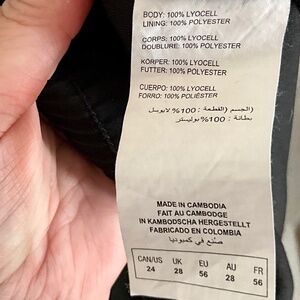 BODY: 100% LYOCELL
LINING: 100% POLYESTER
CORPS: 100% LYOCELL
DOUBLURE: 100% POLYESTER
KÖRPER: 100% LYOCELL
FUTTER: 100% POLYESTER
CUERPO: 100% LYOCELL
FORRO: 100% POLIÉSTER
(الجسم / القطعة : 100% لايوسل
بطانة : 100% بوليستر
MADE IN CAMBODIA
FAIT AU CAMBODGE
IN KAMBODSCHA HERGESTELLT
FABRICADO EN COLOMBIA
صنع في كمبوديا
CAN/US UK EU AU FR
24 28 56 28 56